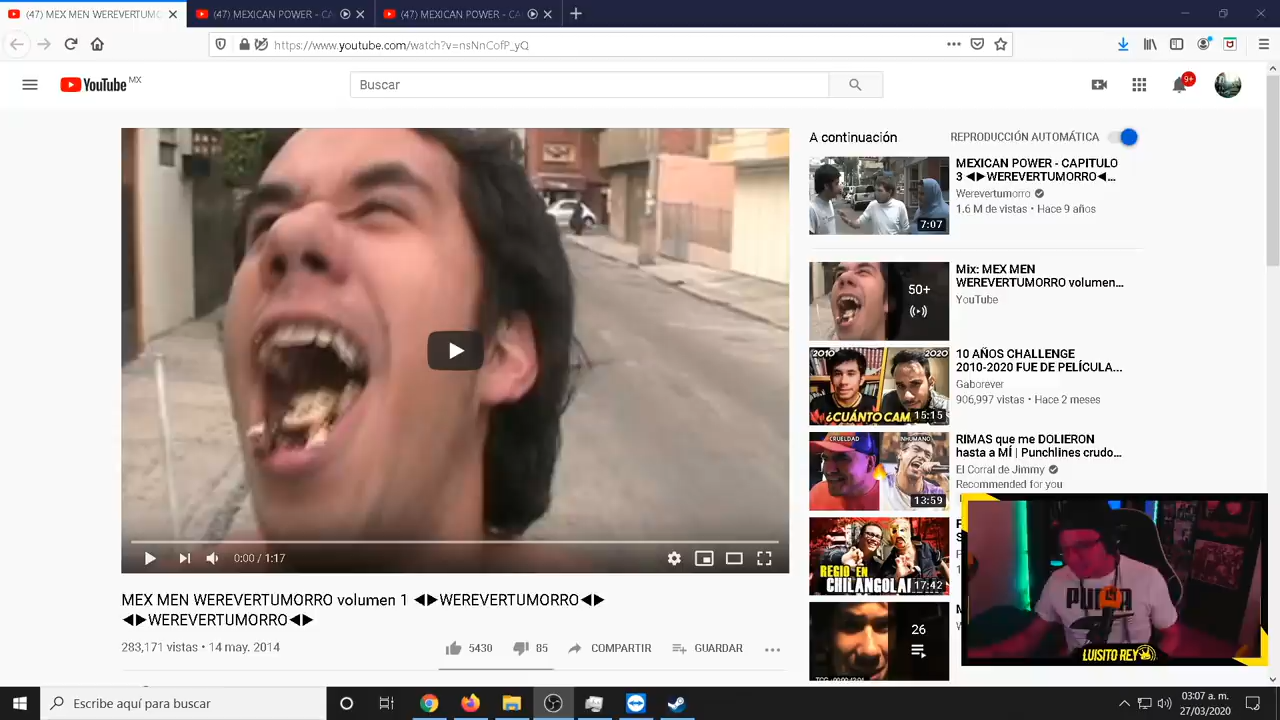 (47) MEX MEN WEREVERTUMO
(47) MEXICAN POWER - CA
(47) MEXICAN POWER - CA
https://www.youtube.com/watch?v=nsNnCofP_yQ
YouTube MX
Buscar
9+
A continuación
REPRODUCCIÓN AUTOMÁTICA
MEXICAN POWER - CAPITULO
3 ◀▶WEREVERTUMORRO◀...
Werevertumorro
1.6 M de vistas • Hace 9 años
7:07
Mix: MEX MEN
WEREVERTUMORRO volumen...
YouTube
50+
10 AÑOS CHALLENGE
2010-2020 FUE DE PELÍCULA...
Gaborever
906,997 vistas • Hace 2 meses
2010
2020
¿CUÁNTO CAM
15:15
RIMAS que me DOLIERON
hasta a MÍ | Punchlines crudo...
El Corral de Jimmy
Recommended for you
CRUELDAD
INHUMANO
13:59
REGIO EN
CHILANGOLA
17:42
26
0:00 / 1:17
MEX MEN WEREVERTUMORRO volumen 1 ◀▶WEREVERTUMORRO◀▶
◀▶WEREVERTUMORRO◀▶
283,171 vistas • 14 may. 2014
5430
85
COMPARTIR
GUARDAR
LUISITO REY
Escribe aquí para buscar
03:07 a. m.
27/03/2020